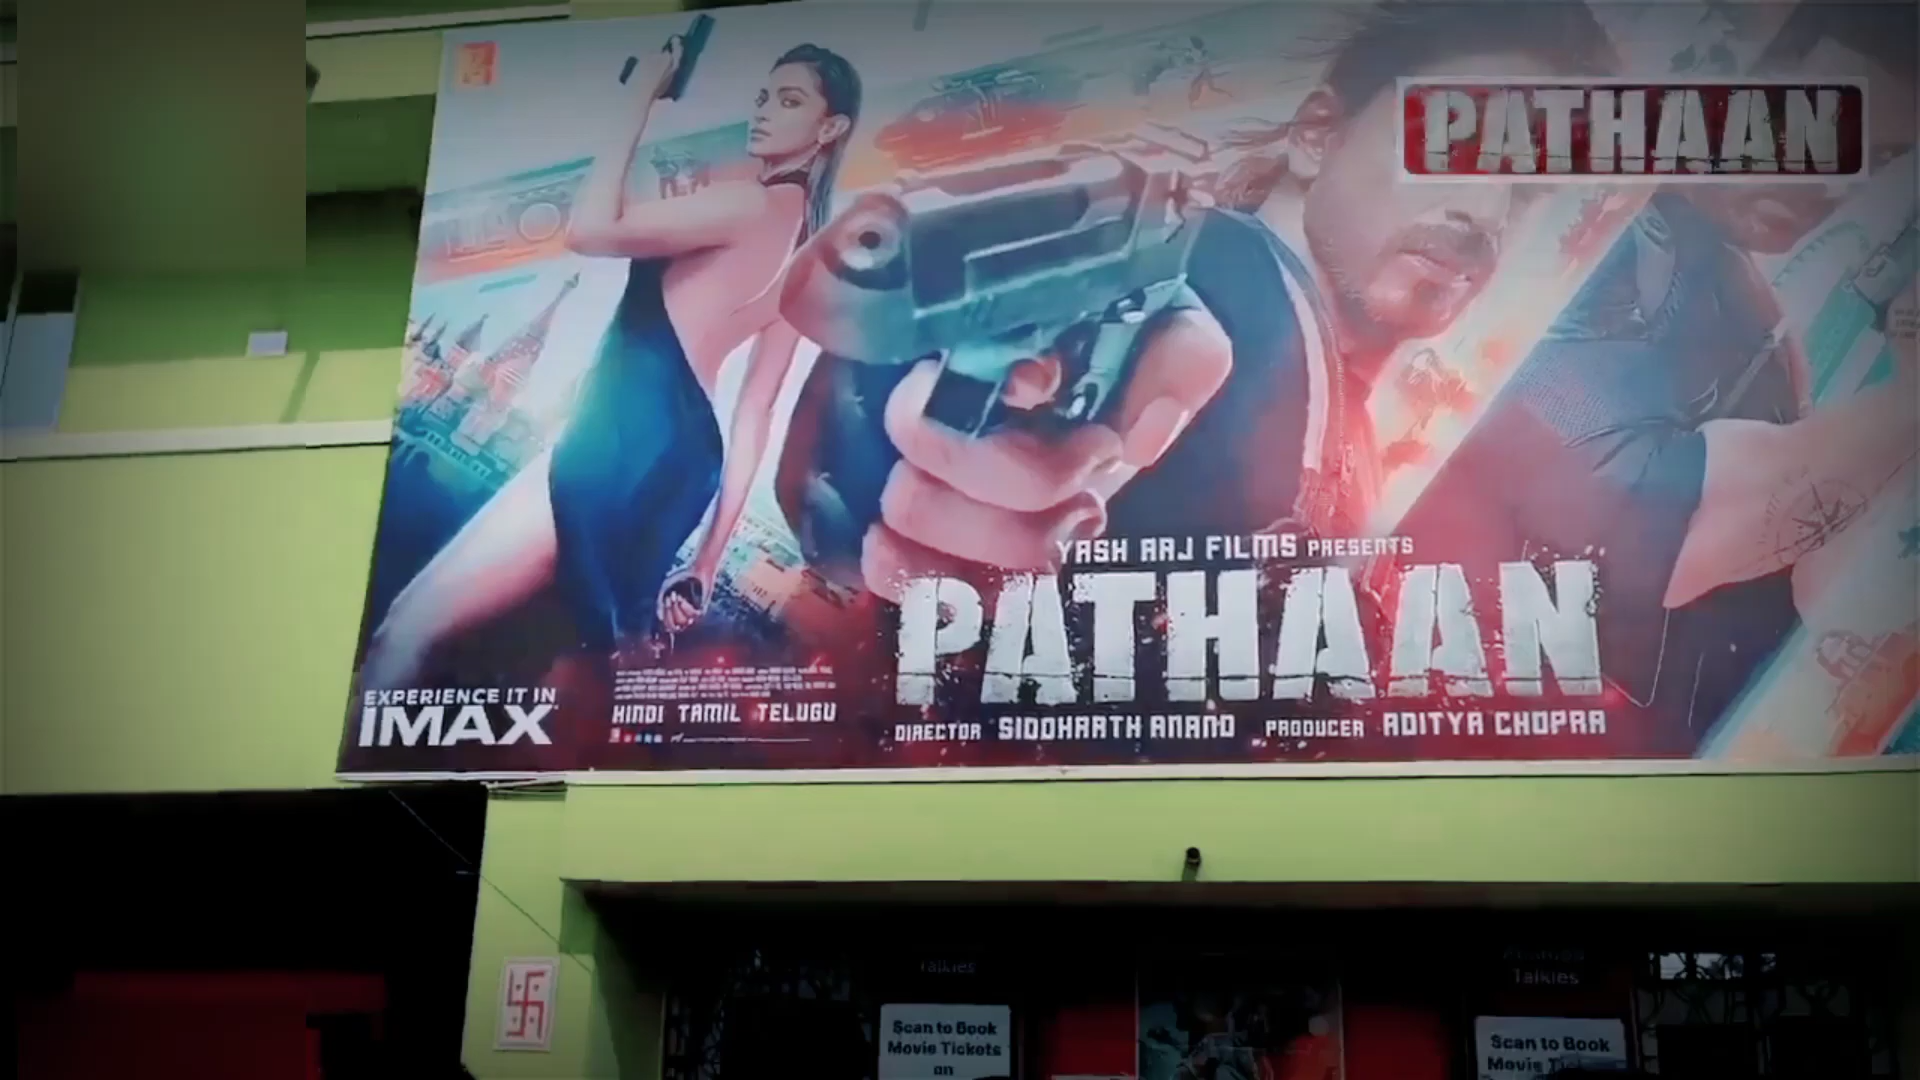 PATHAAN
YASH RAJ FILMS PRESENTS
PATHAAN
EXPERIENCE IT IN
IMAX
HINDI TAMIL TELUGU
DIRECTOR SIDDHARTH ANAND PRODUCER ADITYA CHOPRA
Talkies
Talkies
Scan to Book
Movie Tickets
on
Scan to Book
Movie